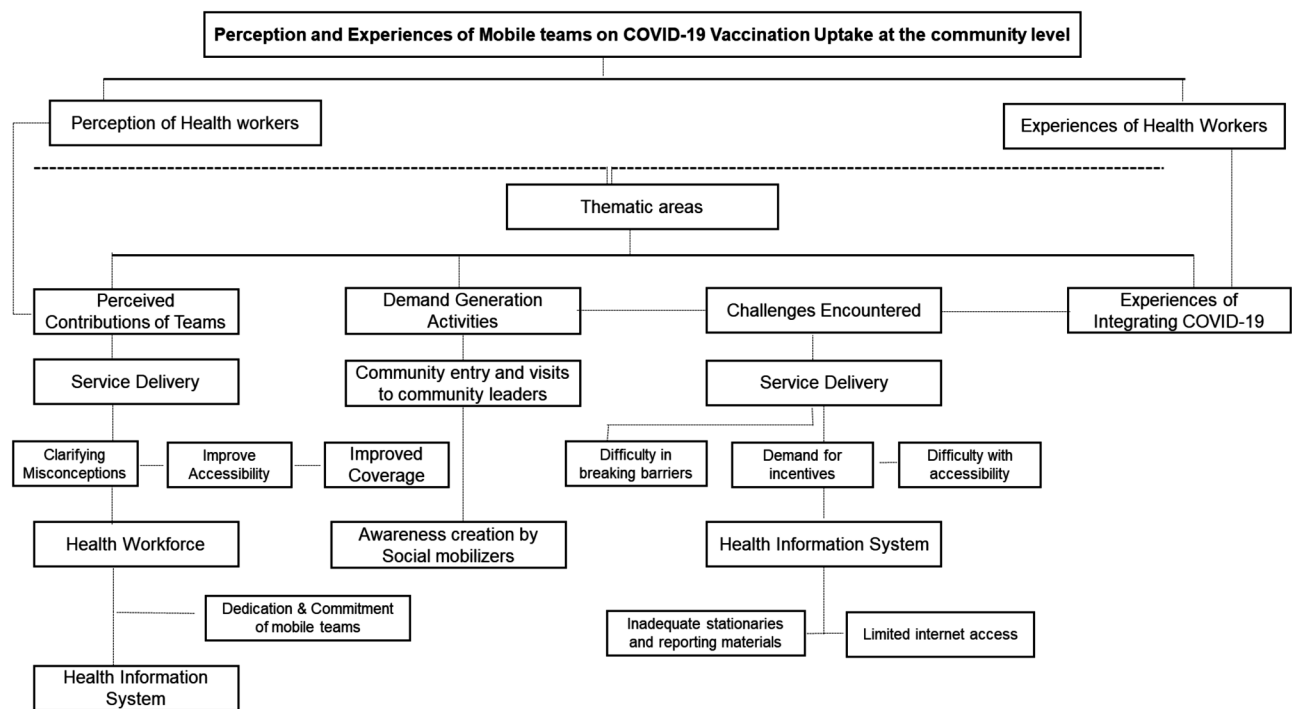 Perception and Experiences of Mobile teams on COVID-19 Vaccination Uptake at the community level
Perception of Health workers
Experiences of Health Workers
Thematic areas
Perceived
Contributions of Teams
Demand Generation
Activities
Challenges Encountered
Experiences of
Integrating COVID-19
Service Delivery
Community entry and visits
to community leaders
Service Delivery
Clarifying
Misconceptions
Improve
Accessibility
Improved
Coverage
Difficulty in
breaking barriers
Demand for
incentives
Difficulty with
accessibility
Health Workforce
Awareness creation by
Social mobilizers
Health Information System
Dedication & Commitment
of mobile teams
Inadequate stationaries
and reporting materials
Limited internet access
Health Information
System